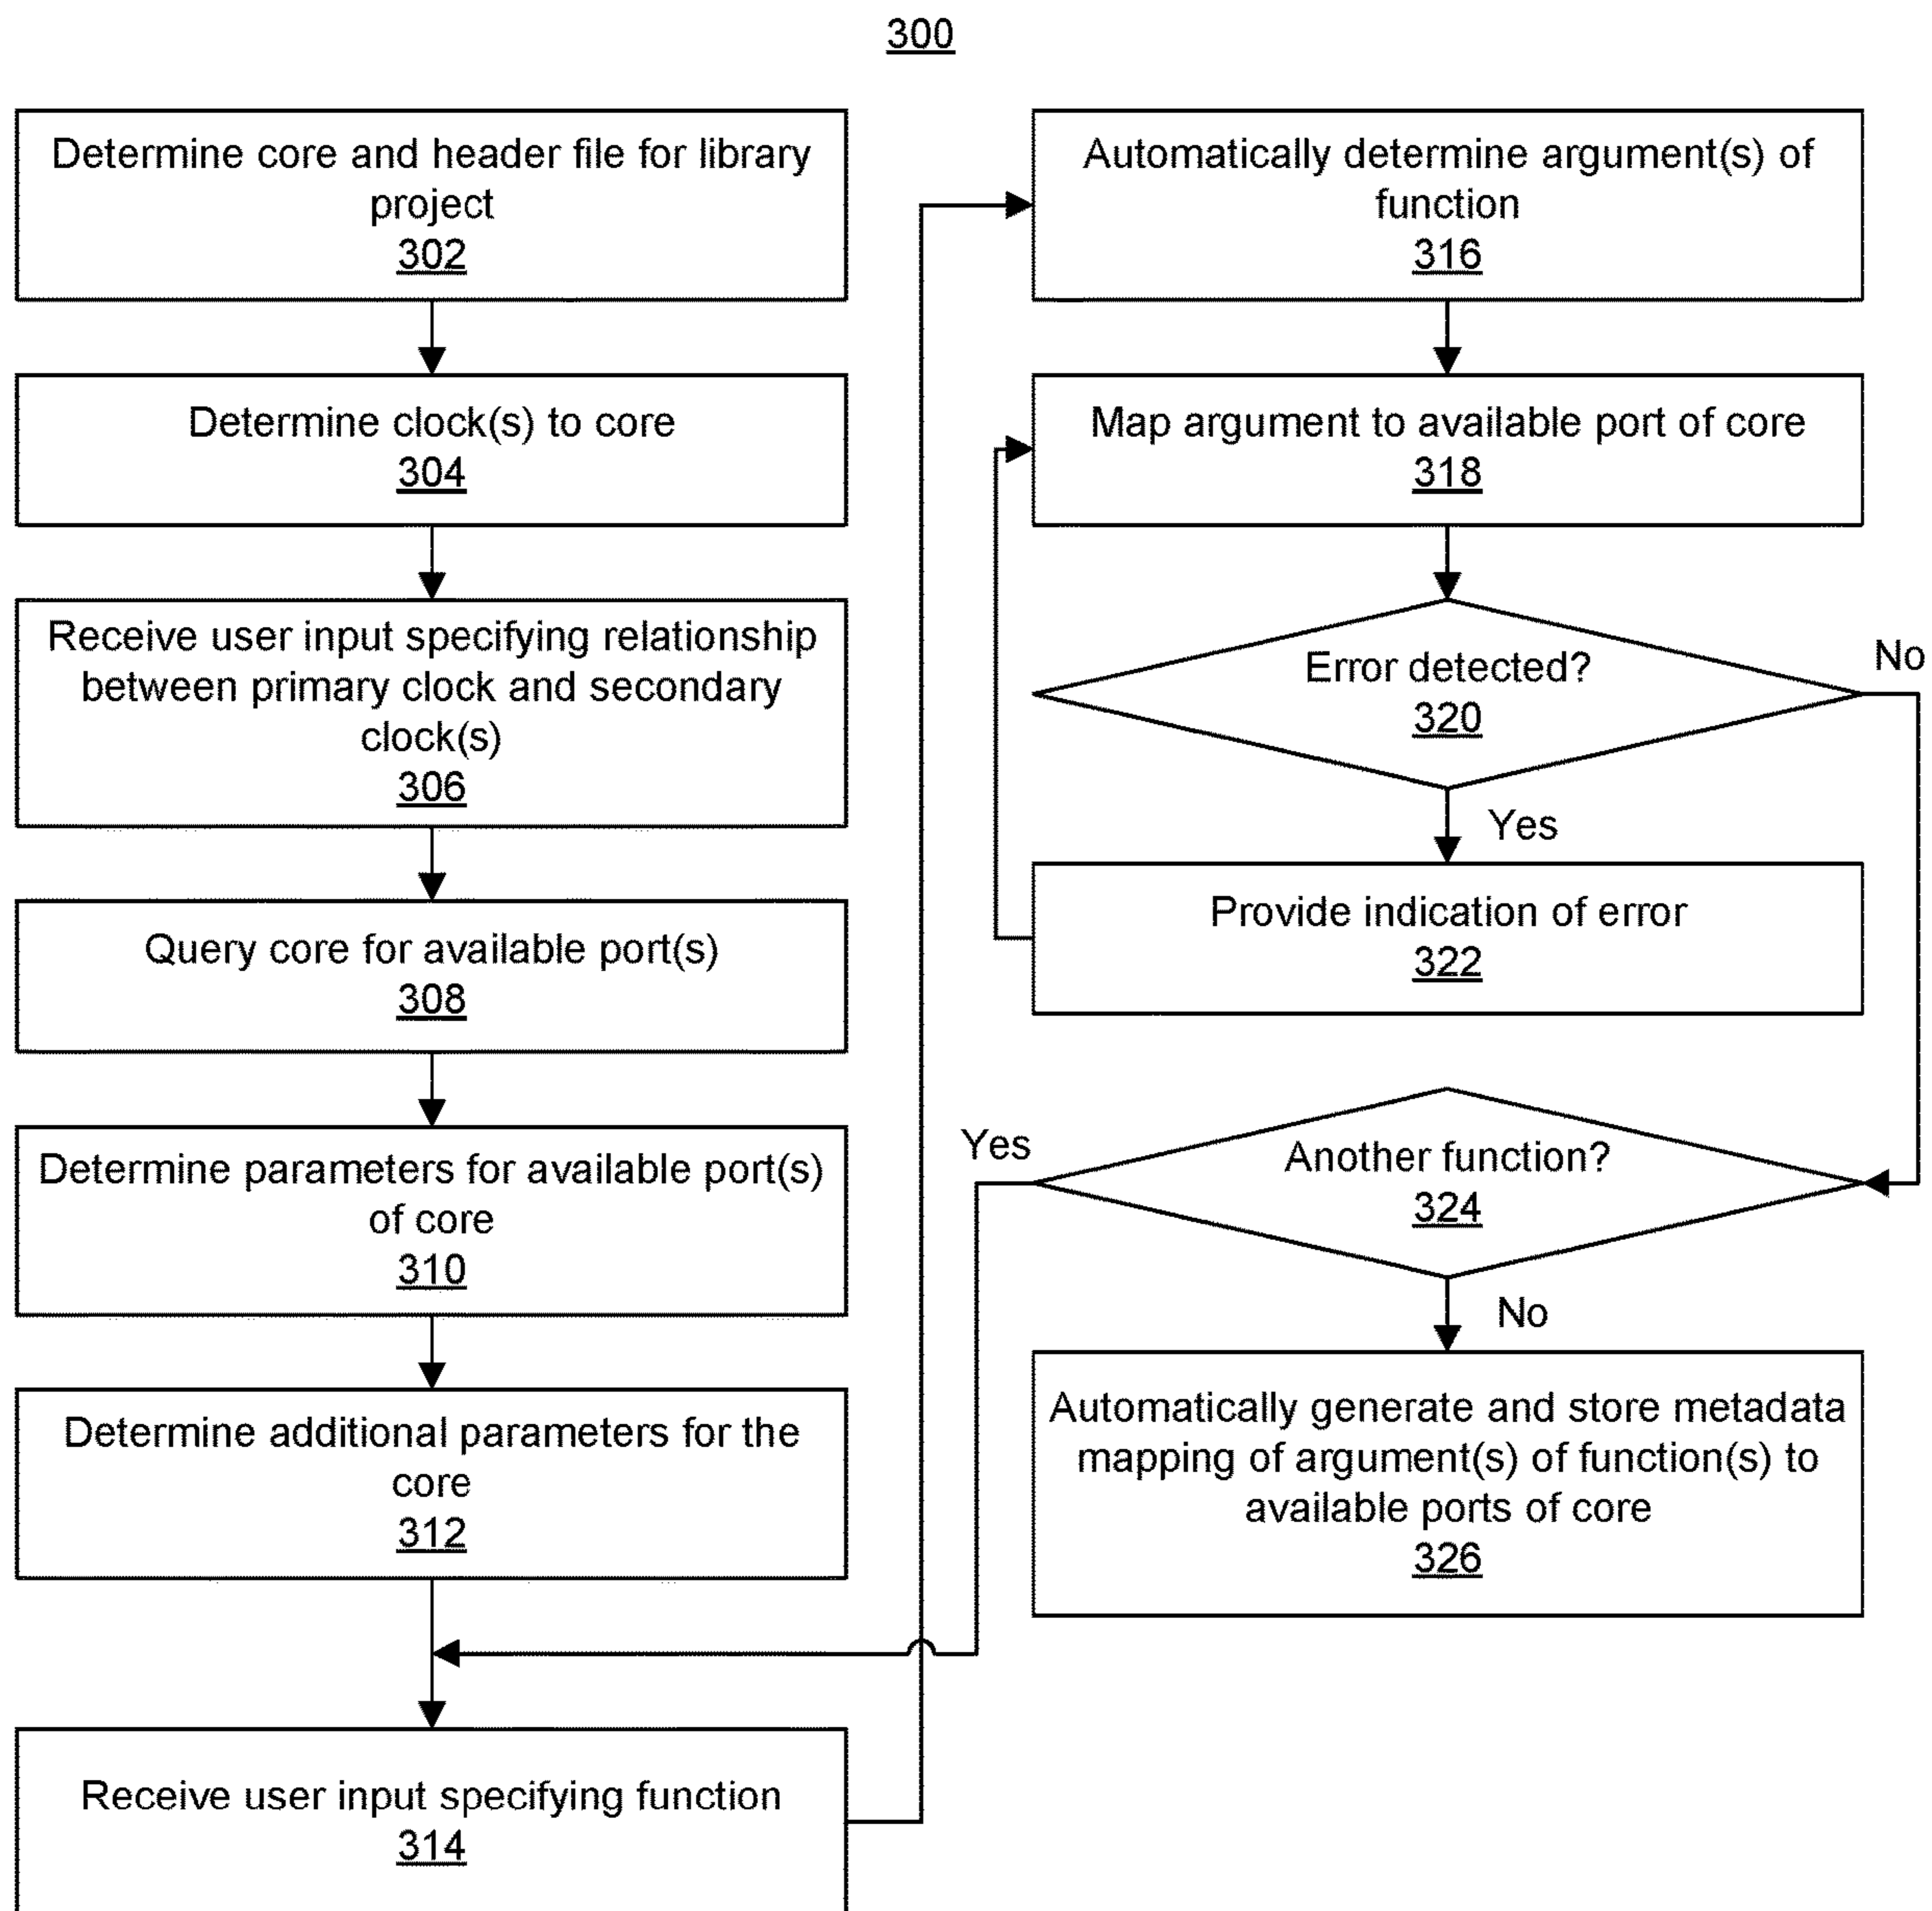 300
Determine core and header file for library
project
302
Determine clock(s) to core
304
Receive user input specifying relationship
between primary clock and secondary
clock(s)
306
Query core for available port(s)
308
Determine parameters for available port(s)
of core
310
Determine additional parameters for the
core
312
Receive user input specifying function
314
Automatically determine argument(s) of
function
316
Map argument to available port of core
318
Error detected?
320
No
Yes
Provide indication of error
322
Another function?
324
Yes
No
Automatically generate and store metadata
mapping of argument(s) of function(s) to
available ports of core
326